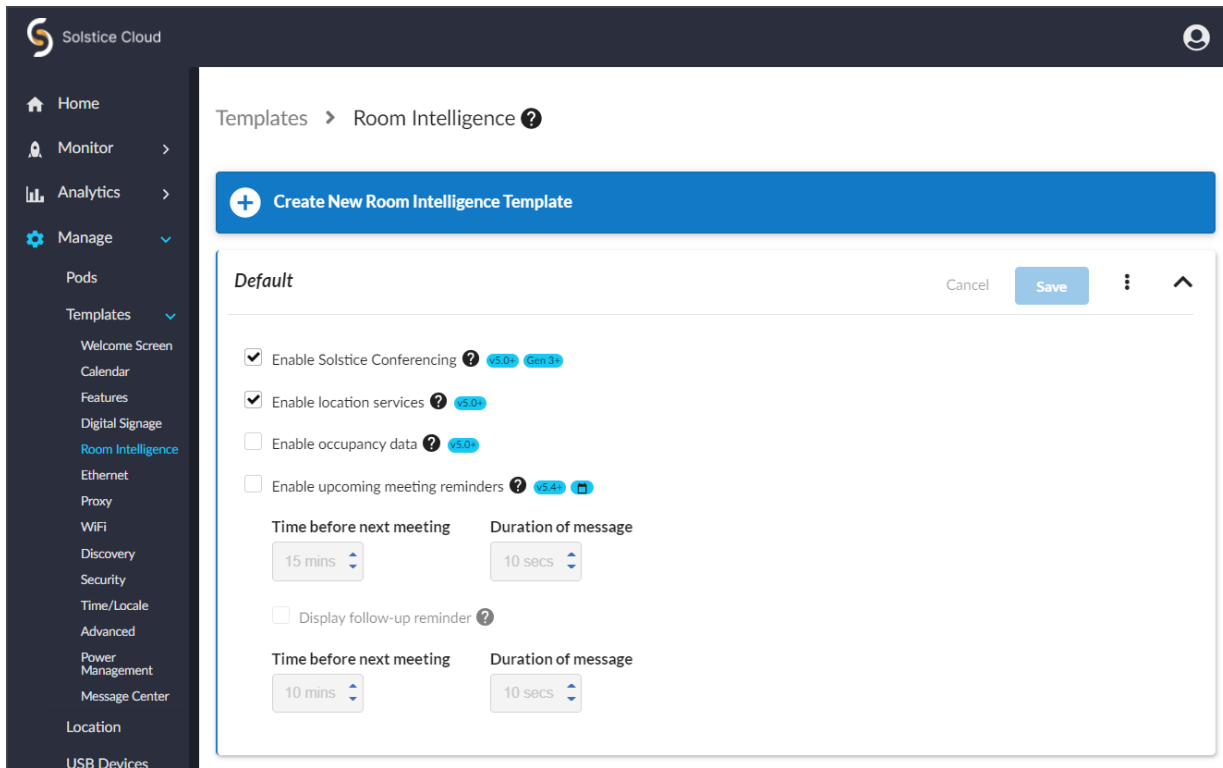 Solstice Cloud
Home
Monitor
Analytics
Manage
Pods
Templates
Welcome Screen
Calendar
Features
Digital Signage
Room Intelligence
Ethernet
Proxy
WiFi
Discovery
Security
Time/Locale
Advanced
Power
Management
Message Center
Location
USB Devices
Templates > Room Intelligence ?
Create New Room Intelligence Template
Default Cancel Save
Enable Solstice Conferencing ? v5.0+ Gen 3+
Enable location services ? v5.0+
Enable occupancy data ? v5.0+
Enable upcoming meeting reminders ? v5.4+
Time before next meeting Duration of message
15 mins 10 secs
Display follow-up reminder ?
Time before next meeting Duration of message
10 mins 10 secs